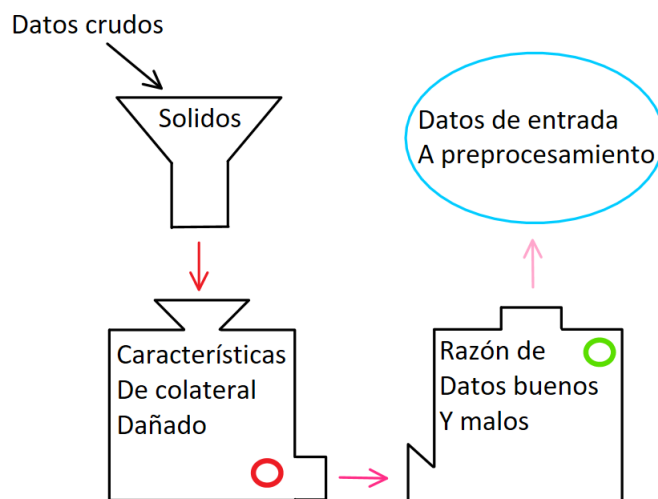 Datos crudos
Solidos
Datos de entrada
A preprocesamiento
Características
De colateral
Dañado
Razón de
Datos buenos
Y malos